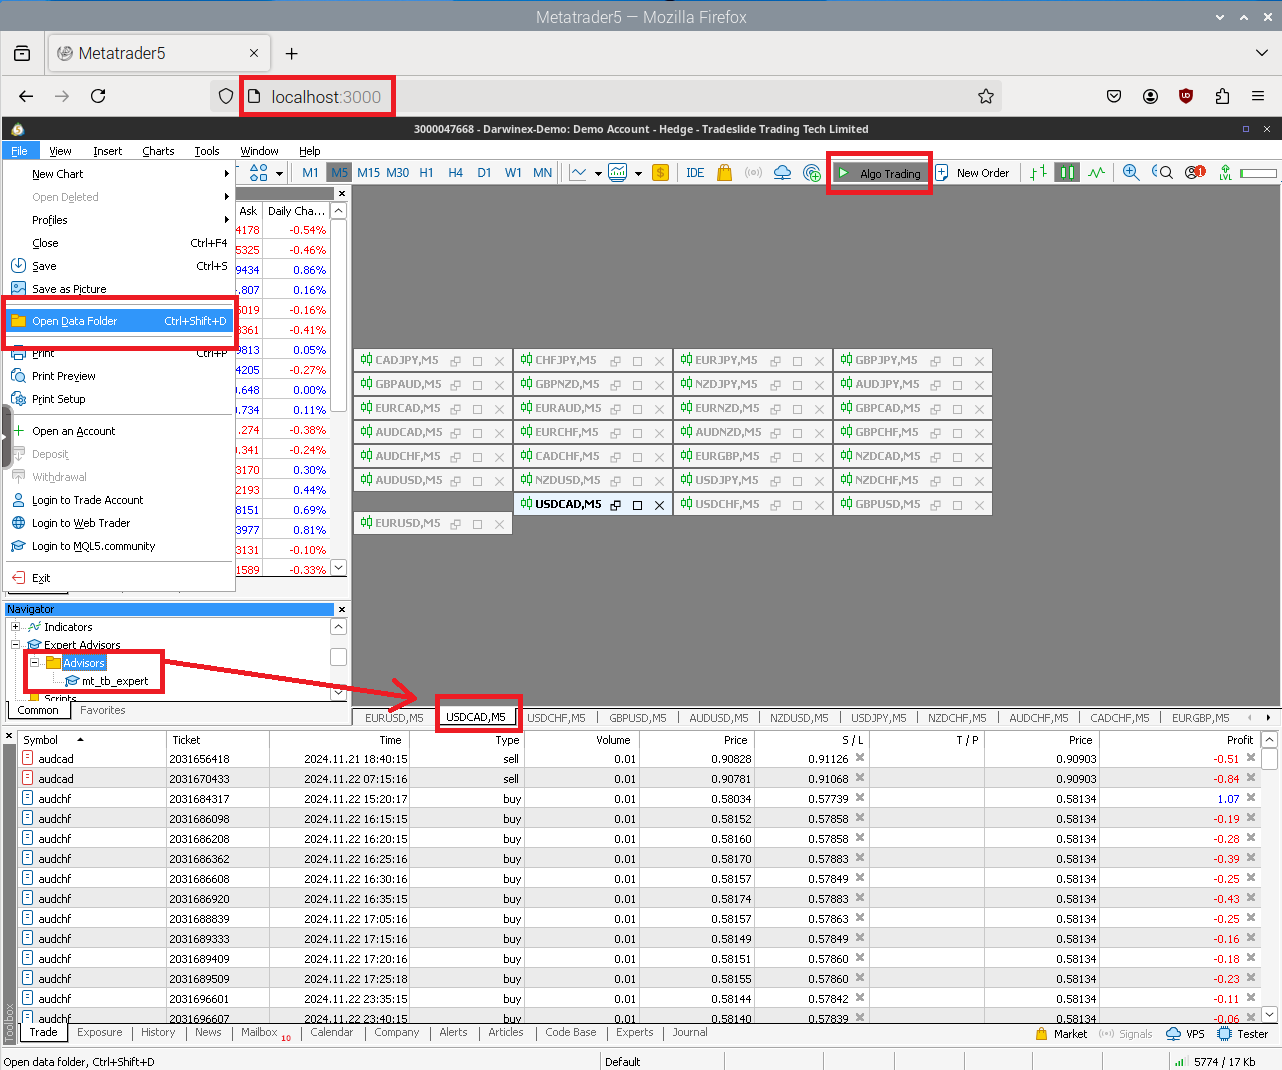 Metatrader5 — Mozilla Firefox
Metatrader5
localhost:3000
3000047668 - Darwinex-Demo: Demo Account - Hedge - Tradeslide Trading Tech Limited
File View Insert Charts Tools Window Help
M1 M5 M15 M30 H1 H4 D1 W1 MN IDE Algo Trading New Order 1 LVL
New Chart
Open Deleted
Profiles
Close Ctrl+F4
Save Ctrl+S
Save as Picture
Open Data Folder Ctrl+Shift+D
Print Ctrl+P
Print Preview
Print Setup
Open an Account
Deposit
Withdrawal
Login to Trade Account
Login to Web Trader
Login to MQL5.community
Exit
Ask Daily Cha...
4178 -0.54%
5325 -0.46%
9434 0.86%
.807 0.16%
5019 -0.16%
8361 -0.41%
9813 0.05%
4205 -0.27%
.648 0.00%
.734 0.11%
.274 -0.38%
.341 -0.24%
3170 0.30%
2193 0.44%
8151 0.69%
3977 0.81%
3131 -0.10%
1589 -0.33%
CADJPY,M5 CHFJPY,M5 EURJPY,M5 GBPJPY,M5
GBPAUD,M5 GBPNZD,M5 NZDJPY,M5 AUDJPY,M5
EURCAD,M5 EURAUD,M5 EURNZD,M5 GBPCAD,M5
AUDCAD,M5 EURCHF,M5 AUDNZD,M5 GBPCHF,M5
AUDCHF,M5 CADCHF,M5 EURGBP,M5 NZDCAD,M5
AUDUSD,M5 NZDUSD,M5 USDJPY,M5 NZDCHF,M5
USDCAD,M5 USDCHF,M5 GBPUSD,M5
EURUSD,M5
Navigator
Indicators
Expert Advisors
Advisors
mt_tb_expert
Scripts
Common Favorites
EURUSD,M5 USDCAD,M5 USDCHF,M5 GBPUSD,M5 AUDUSD,M5 NZDUSD,M5 USDJPY,M5 NZDCHF,M5 AUDCHF,M5 CADCHF,M5 EURGBP,M5
Symbol Ticket Time Type Volume Price S / L T / P Price Profit
audcad 2031656418 2024.11.21 18:40:15 sell 0.01 0.90828 0.91126 0.90903 -0.51
audcad 2031670433 2024.11.22 07:15:16 sell 0.01 0.90781 0.91068 0.90903 -0.84
audchf 2031684317 2024.11.22 15:20:17 buy 0.01 0.58034 0.57739 0.58134 1.07
audchf 2031686098 2024.11.22 16:15:15 buy 0.01 0.58152 0.57858 0.58134 -0.19
audchf 2031686208 2024.11.22 16:20:15 buy 0.01 0.58160 0.57858 0.58134 -0.28
audchf 2031686362 2024.11.22 16:25:16 buy 0.01 0.58170 0.57883 0.58134 -0.39
audchf 2031686608 2024.11.22 16:30:16 buy 0.01 0.58157 0.57849 0.58134 -0.25
audchf 2031686920 2024.11.22 16:35:15 buy 0.01 0.58174 0.57883 0.58134 -0.43
audchf 2031688839 2024.11.22 17:05:16 buy 0.01 0.58157 0.57863 0.58134 -0.25
audchf 2031689333 2024.11.22 17:15:16 buy 0.01 0.58149 0.57849 0.58134 -0.16
audchf 2031689409 2024.11.22 17:20:16 buy 0.01 0.58151 0.57860 0.58134 -0.18
audchf 2031689509 2024.11.22 17:25:18 buy 0.01 0.58155 0.57860 0.58134 -0.23
audchf 2031696601 2024.11.22 23:35:15 buy 0.01 0.58144 0.57842 0.58134 -0.11
audchf 2031696607 2024.11.22 23:40:15 buy 0.01 0.58140 0.57839 0.58134 -0.06
Toolbox
Trade Exposure History News Mailbox 10 Calendar Company Alerts Articles Code Base Experts Journal Market Signals VPS Tester
Open data folder, Ctrl+Shift+D Default 5774 / 17 Kb